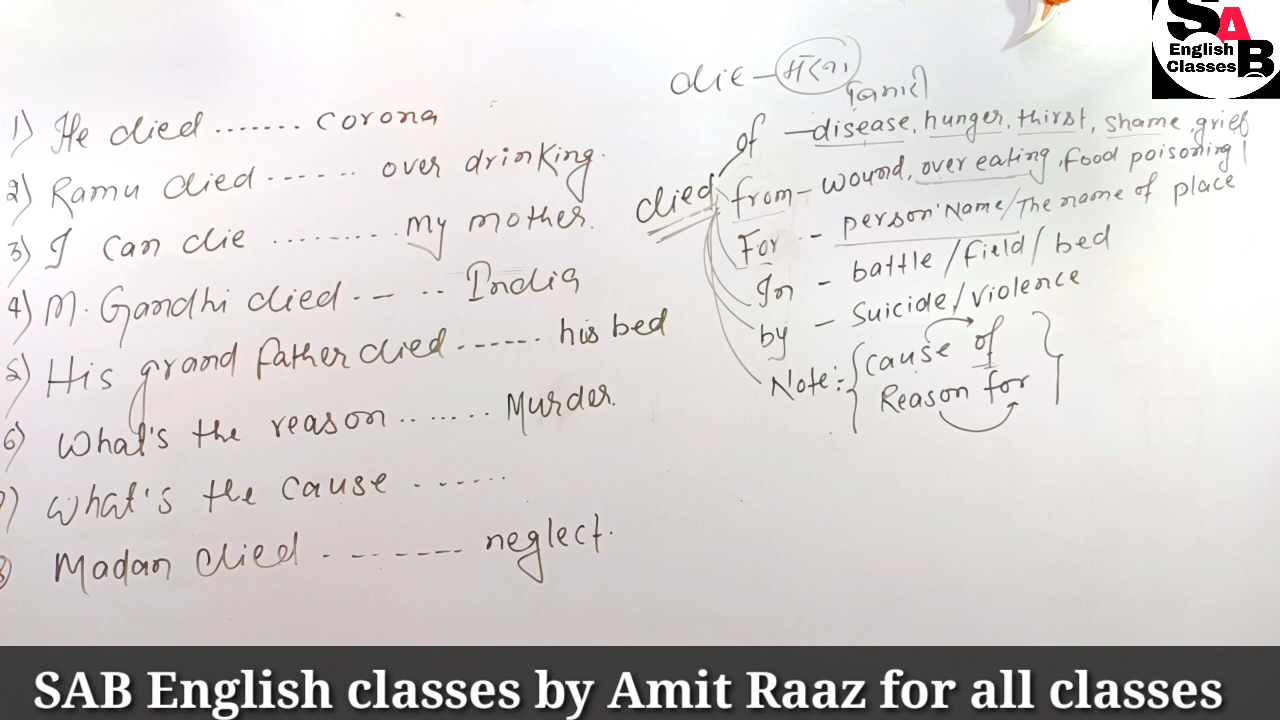 1) He died ....... corona
2) Ramu died ...... over drinking.
3) I can die ......... my mother.
4) M. Gandhi died .. – .. India
5) His grand father died ...... his bed
6) What's the reason ....... Murder.
7) what's the cause ......
8) Madan died . - - . - - - - neglect.
die – मरना
बिमारी
died
of – disease, hunger, thirst, shame, grief
from – wound, over eating, food poisoning
For – person Name/The name of place
In – battle/field/bed
by – Suicide/violence
Note:- { cause of
Reason for }
SAB
English
Classes
SAB English classes by Amit Raaz for all classes